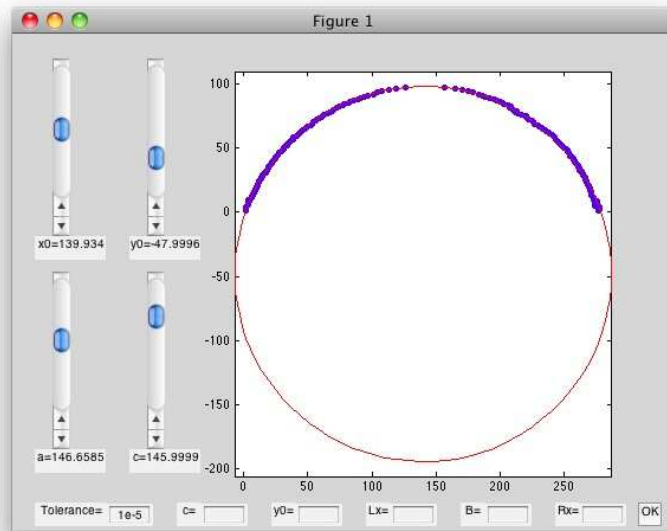 Figure 1
x0=139.934
y0=-47.9996
a=146.6585
c=145.9999
100
50
0
-50
-100
-150
-200
0 50 100 150 200 250
Tolerance= 1e-5 c= y0= Lx= B= Rx= OK